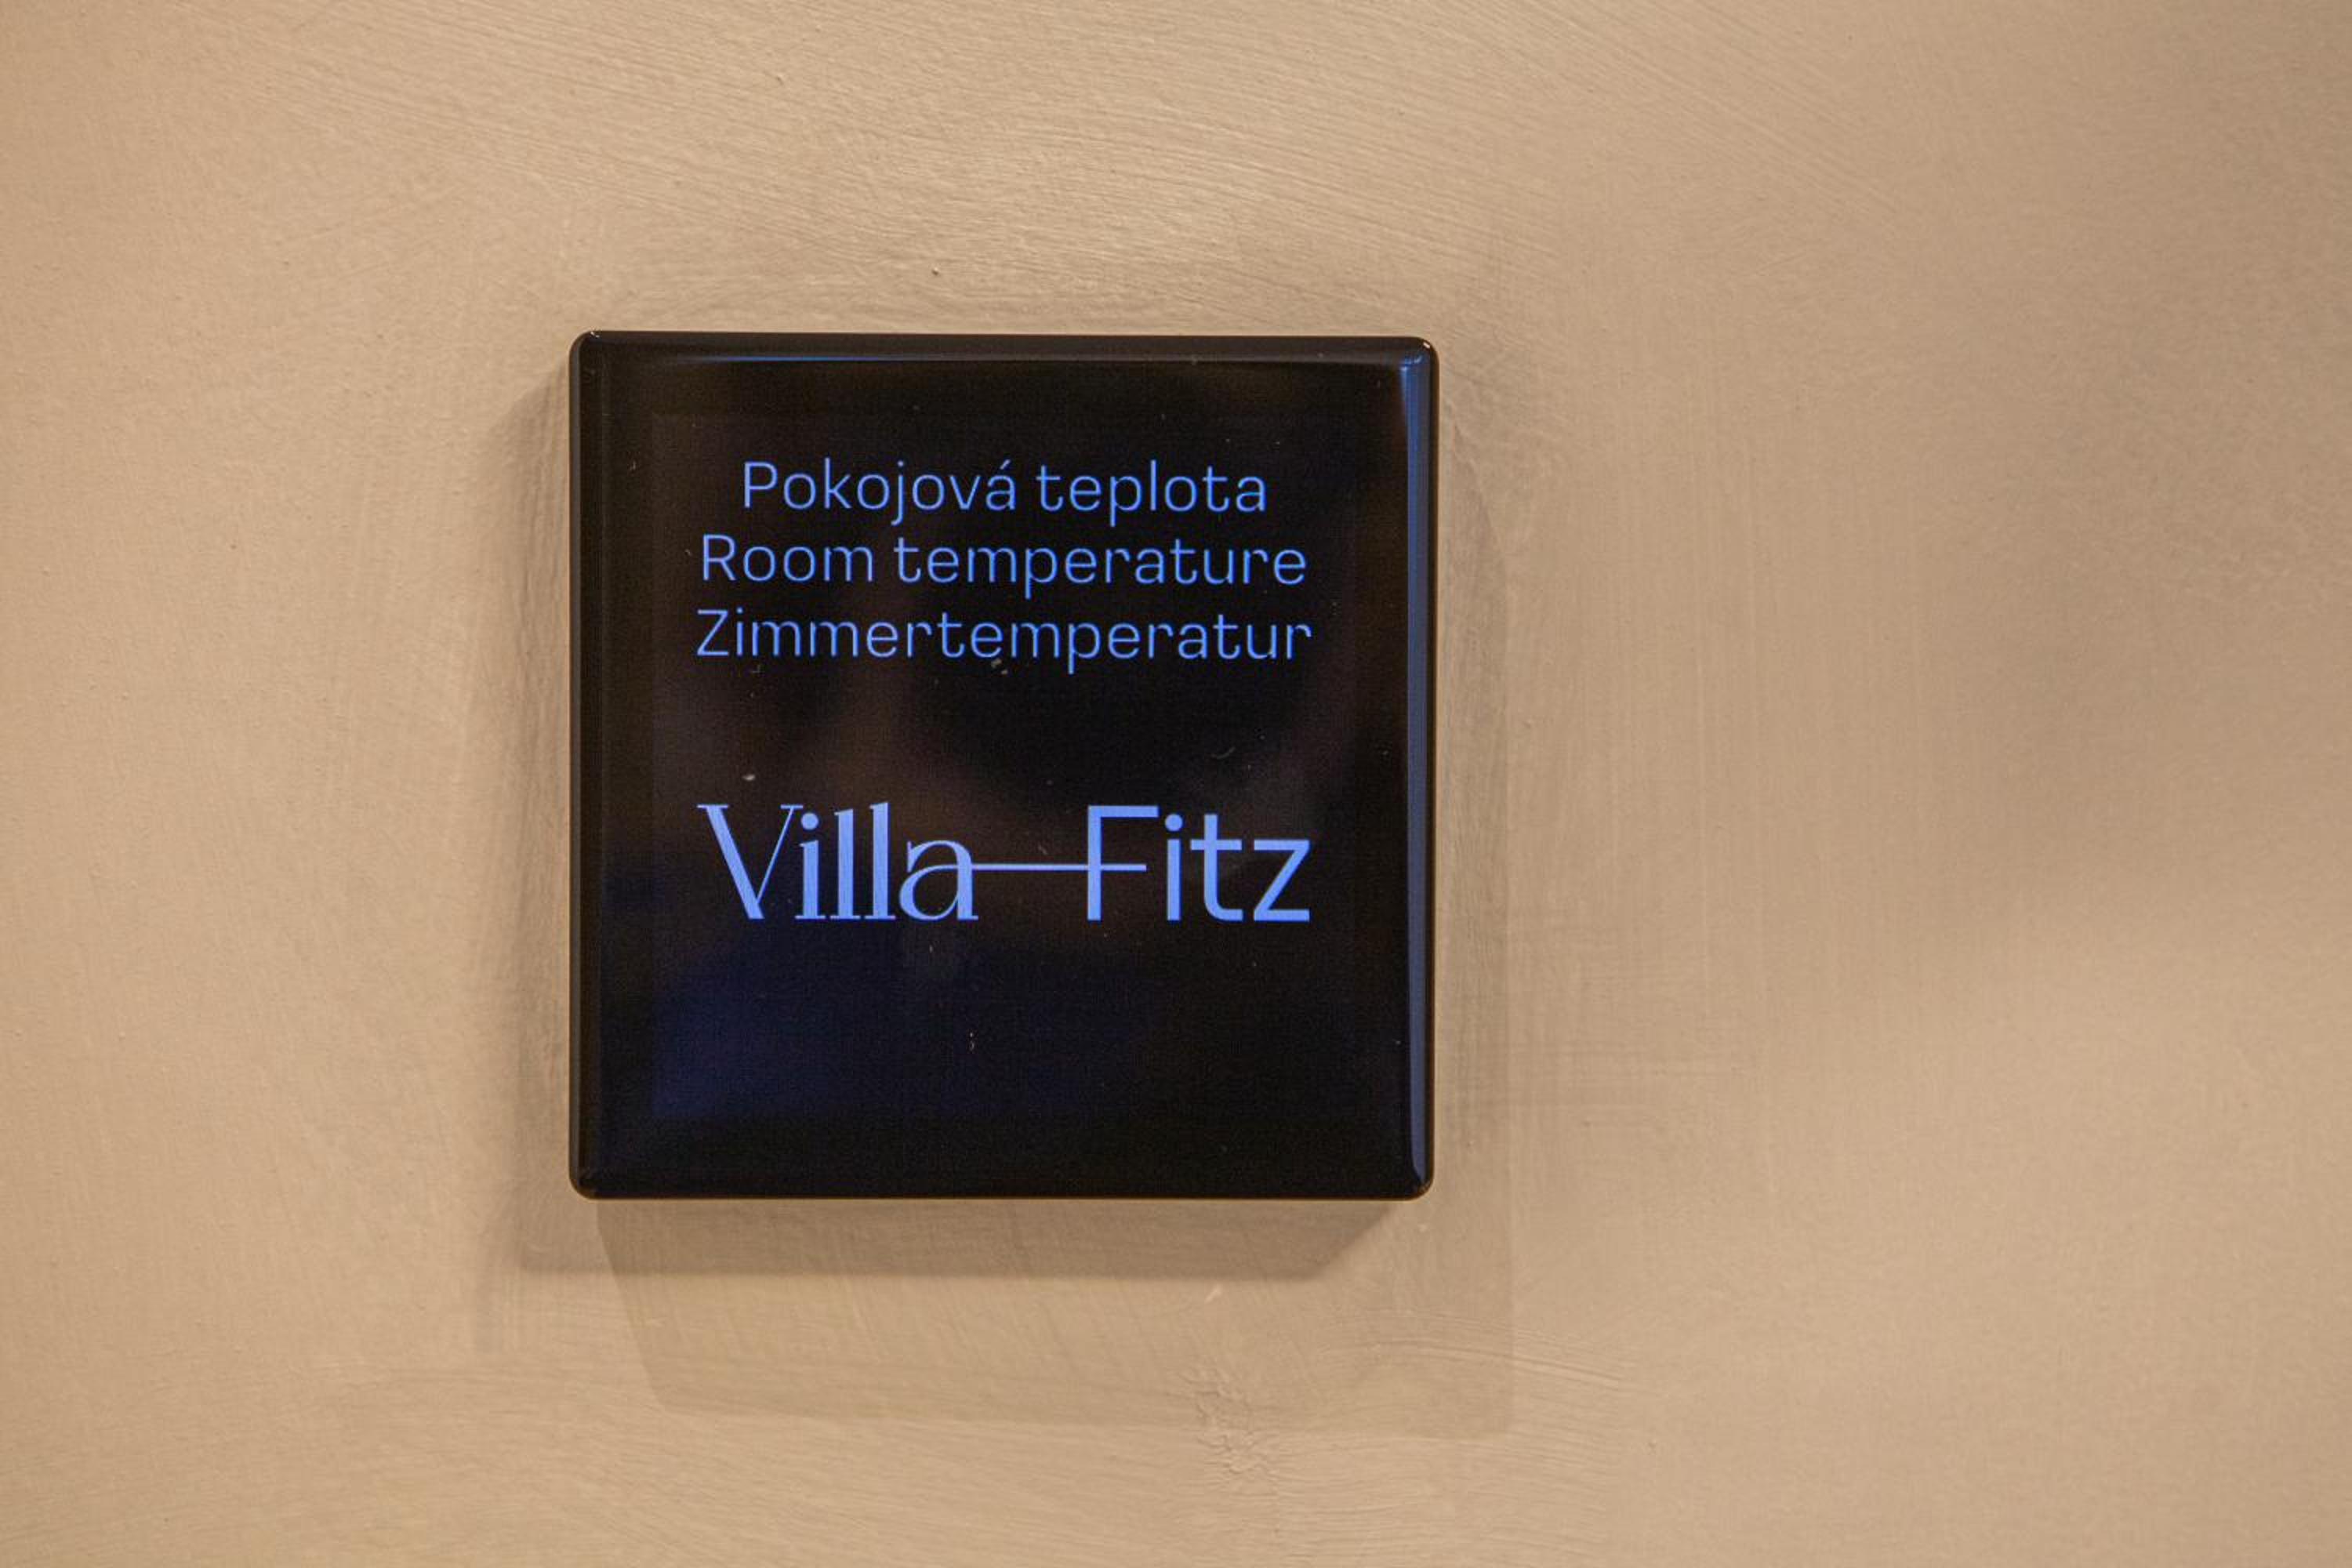 Pokojová teplota
Room temperature
Zimmertemperatur
Villa—Fitz